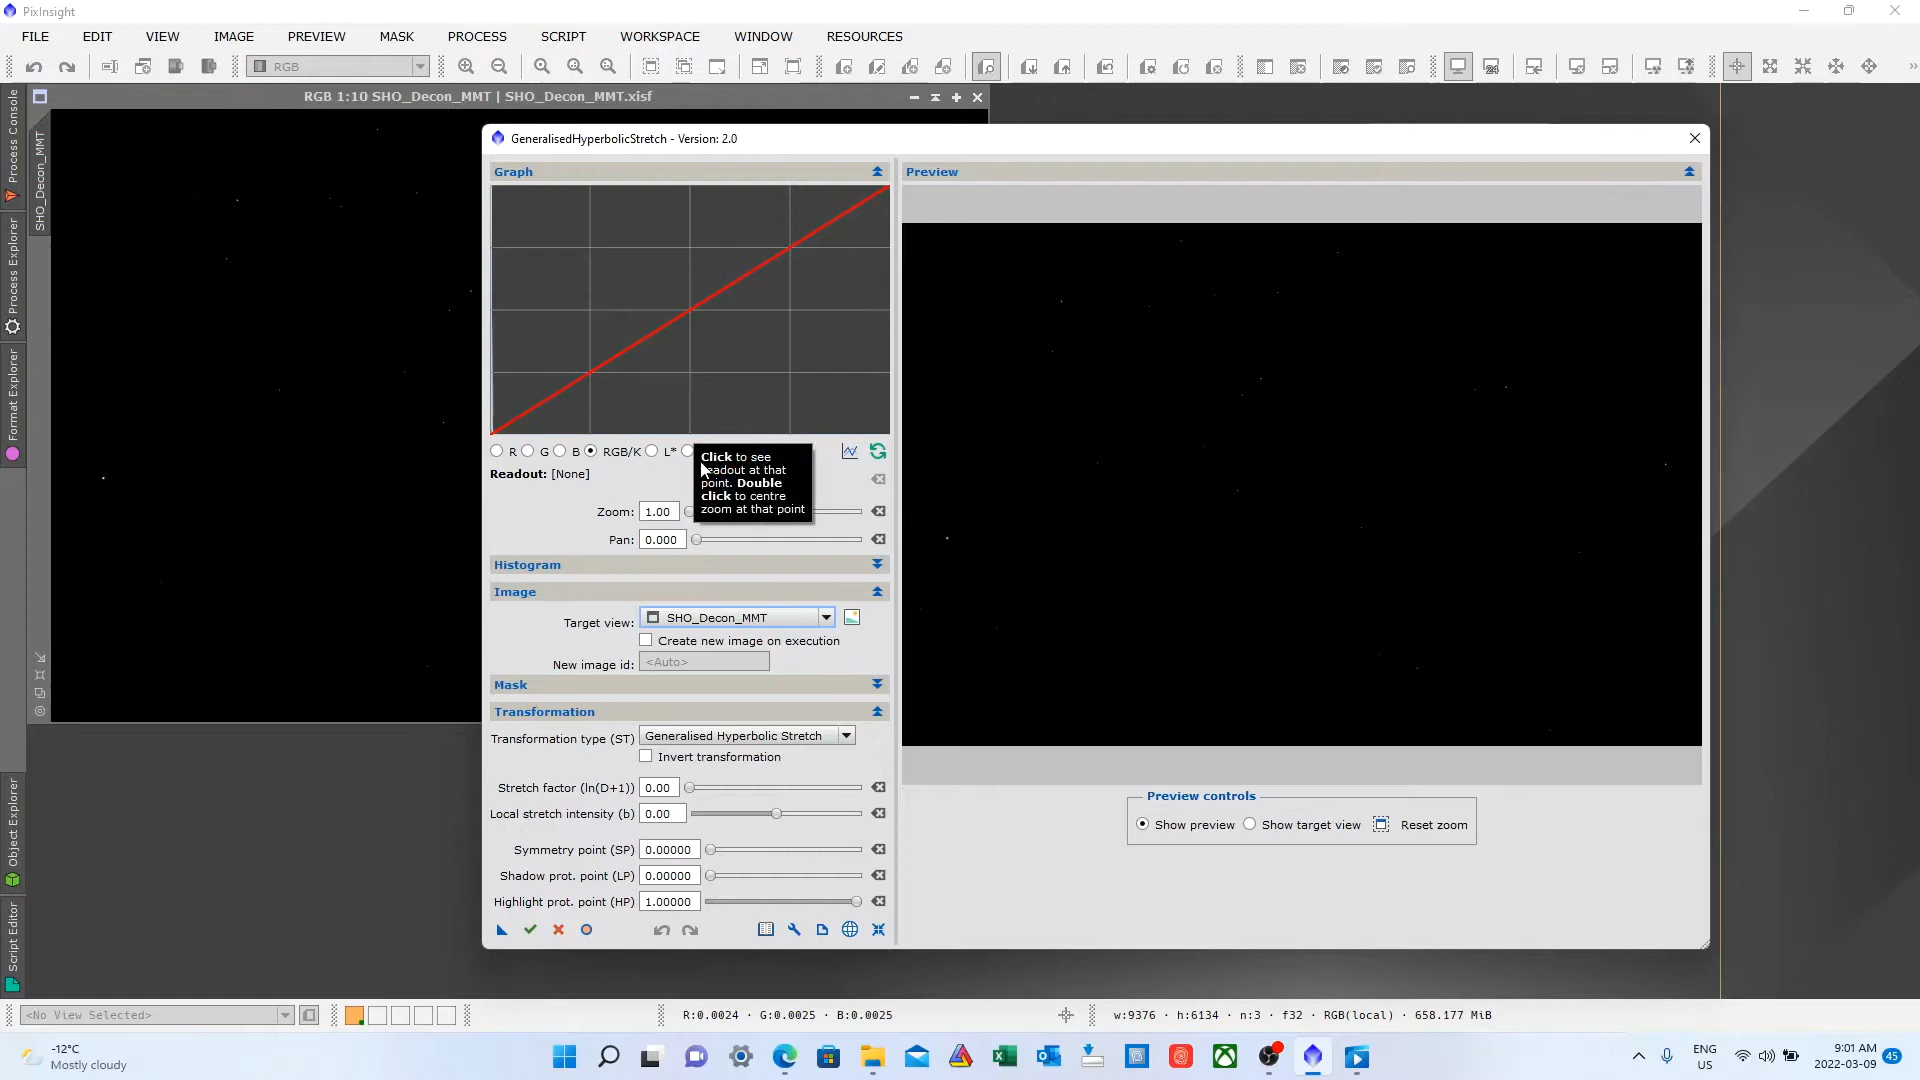 PixInsight
FILE EDIT VIEW IMAGE PREVIEW MASK PROCESS SCRIPT WORKSPACE WINDOW RESOURCES
RGB
RGB 1:10 SHO_Decon_MMT | SHO_Decon_MMT.xisf
Process Console
Process Explorer
Format Explorer
Object Explorer
Script Editor
SHO_Decon_MMT
GeneralisedHyperbolicStretch - Version: 2.0
Graph
R G B RGB/K L*
Click to see
readout at that
point. Double
click to centre
zoom at that point
Readout: [None]
Zoom: 1.00
Pan: 0.000
Histogram
Image
Target view: SHO_Decon_MMT
Create new image on execution
New image id: <Auto>
Mask
Transformation
Transformation type (ST) Generalised Hyperbolic Stretch
Invert transformation
Stretch factor (ln(D+1)) 0.00
Local stretch intensity (b) 0.00
Symmetry point (SP) 0.00000
Shadow prot. point (LP) 0.00000
Highlight prot. point (HP) 1.00000
Preview
Preview controls
Show preview Show target view Reset zoom
<No View Selected>
R:0.0024 · G:0.0025 · B:0.0025
w:9376 · h:6134 · n:3 · f32 · RGB(local) · 658.177 MiB
-12°C
Mostly cloudy
ENG
US
9:01 AM
2022-03-09
45